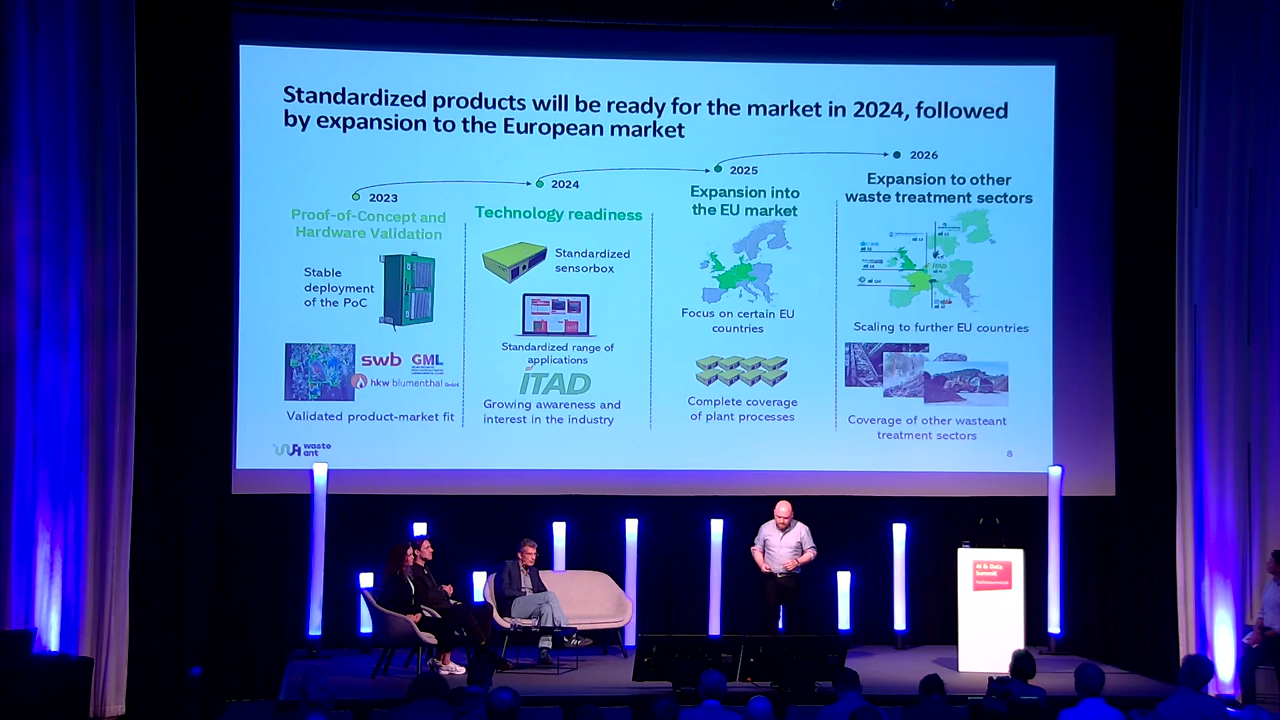 Standardized products will be ready for the market in 2024, followed
by expansion to the European market
2023
Proof-of-Concept and
Hardware Validation
Stable
deployment
of the PoC
swb
GML
hkw blumenthal GmbH
Validated product-market fit
2024
Technology readiness
Standardized
sensorbox
Standardized range of
applications
ITAD
Growing awareness and
interest in the industry
2025
Expansion into
the EU market
Focus on certain EU
countries
Complete coverage
of plant processes
2026
Expansion to other
waste treatment sectors
ITAD
Scaling to further EU countries
Coverage of other wasteant
treatment sectors
waste
ant
8
AI & Data
Summit